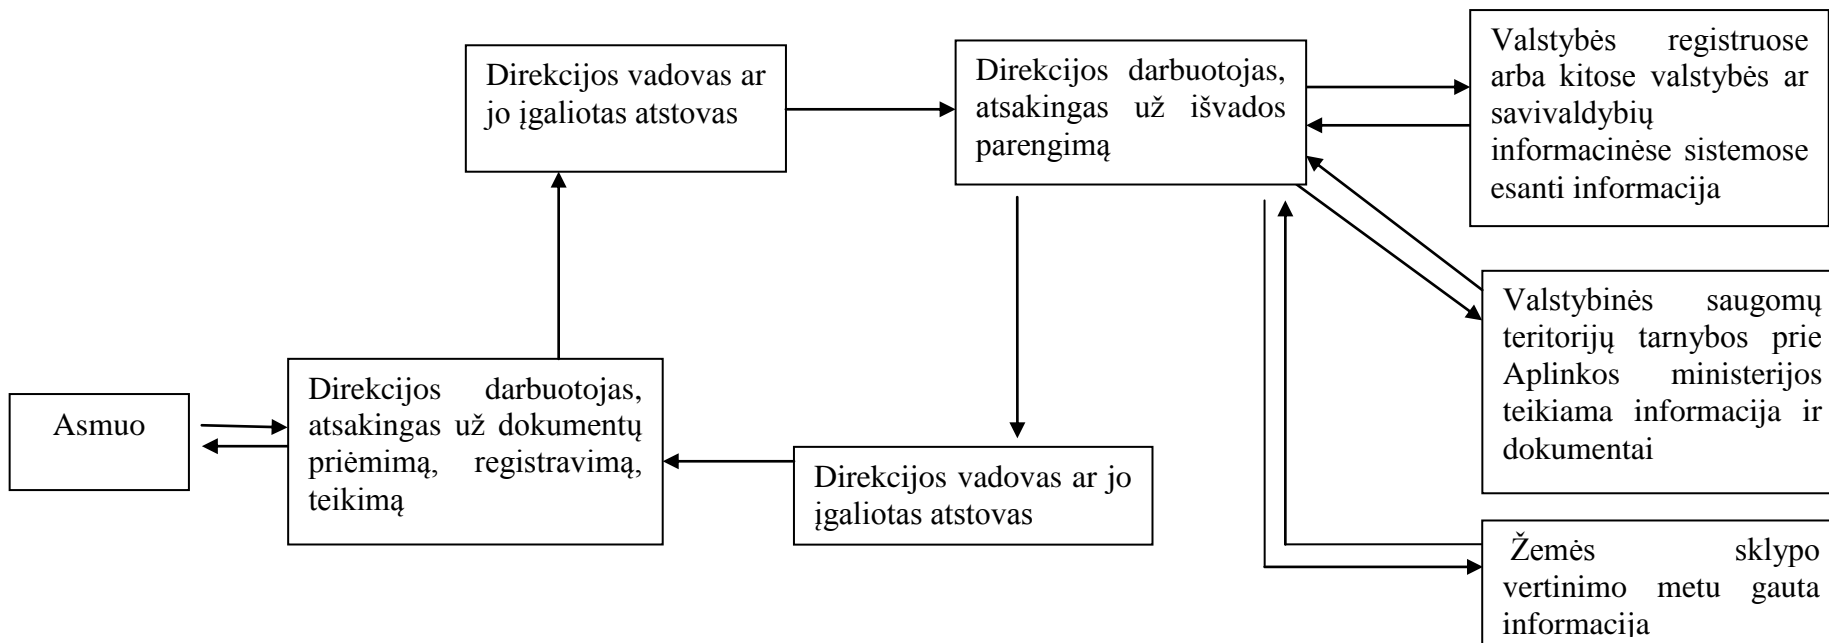 Direkcijos vadovas ar
jo įgaliotas atstovas
Direkcijos darbuotojas,
atsakingas už išvados
parengimą
Valstybės registruose
arba kitose valstybės ar
savivaldybių
informacinėse sistemose
esanti informacija
Valstybinės saugomų
teritorijų tarnybos prie
Aplinkos ministerijos
teikiama informacija ir
dokumentai
Asmuo
Direkcijos darbuotojas,
atsakingas už dokumentų
priėmimą, registravimą,
teikimą
Direkcijos vadovas ar jo
įgaliotas atstovas
Žemės sklypo
vertinimo metu gauta
informacija